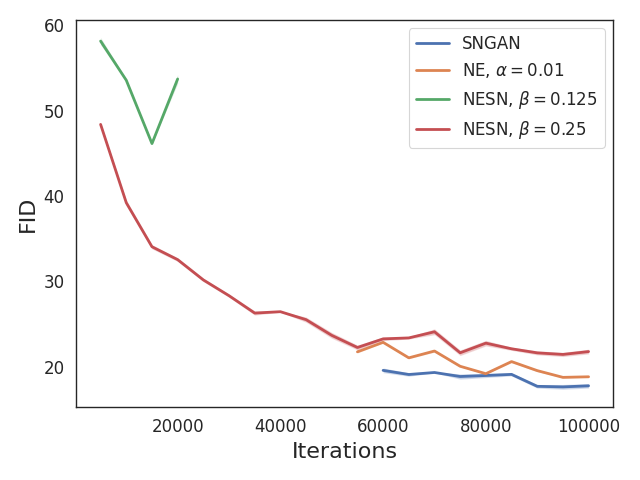 60
50
40
30
20
FID
20000 40000 60000 80000 100000
Iterations
SNGAN
NE, α = 0.01
NESN, β = 0.125
NESN, β = 0.25